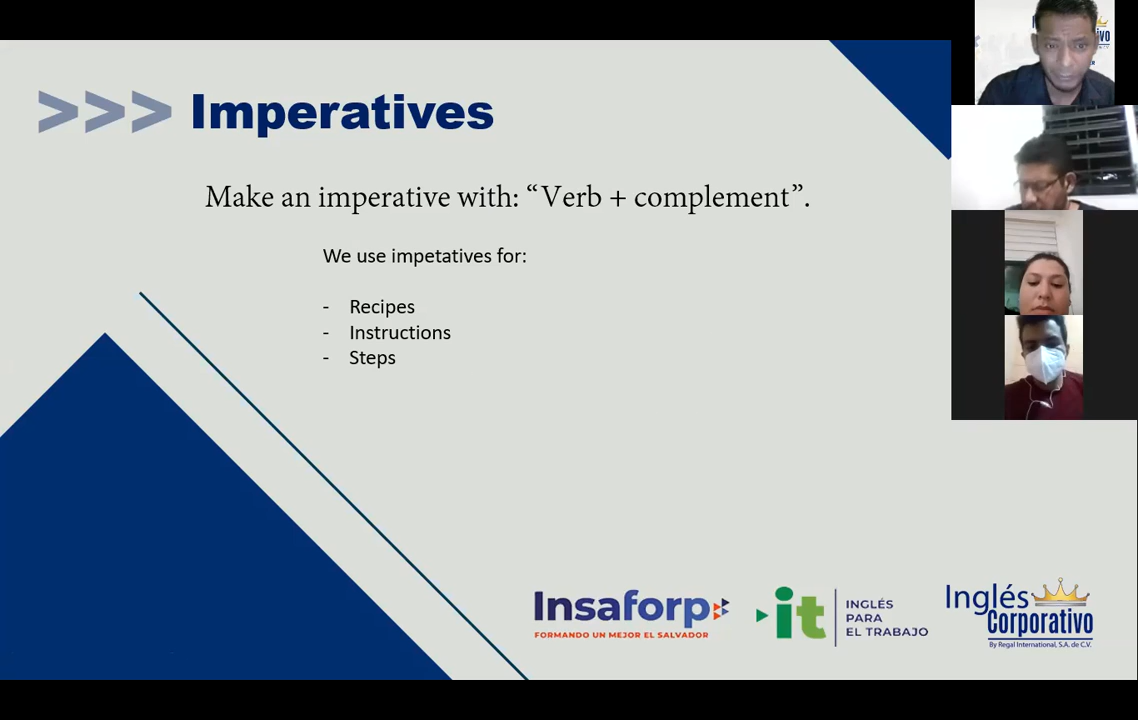 >>> Imperatives
Make an imperative with: “Verb + complement”.
We use impetatives for:
- Recipes
- Instructions
- Steps
Insaforp
FORMANDO UN MEJOR EL SALVADOR
it
INGLÉS
PARA
EL TRABAJO
Inglés
Corporativo
By Regal International, S.A. de C.V.